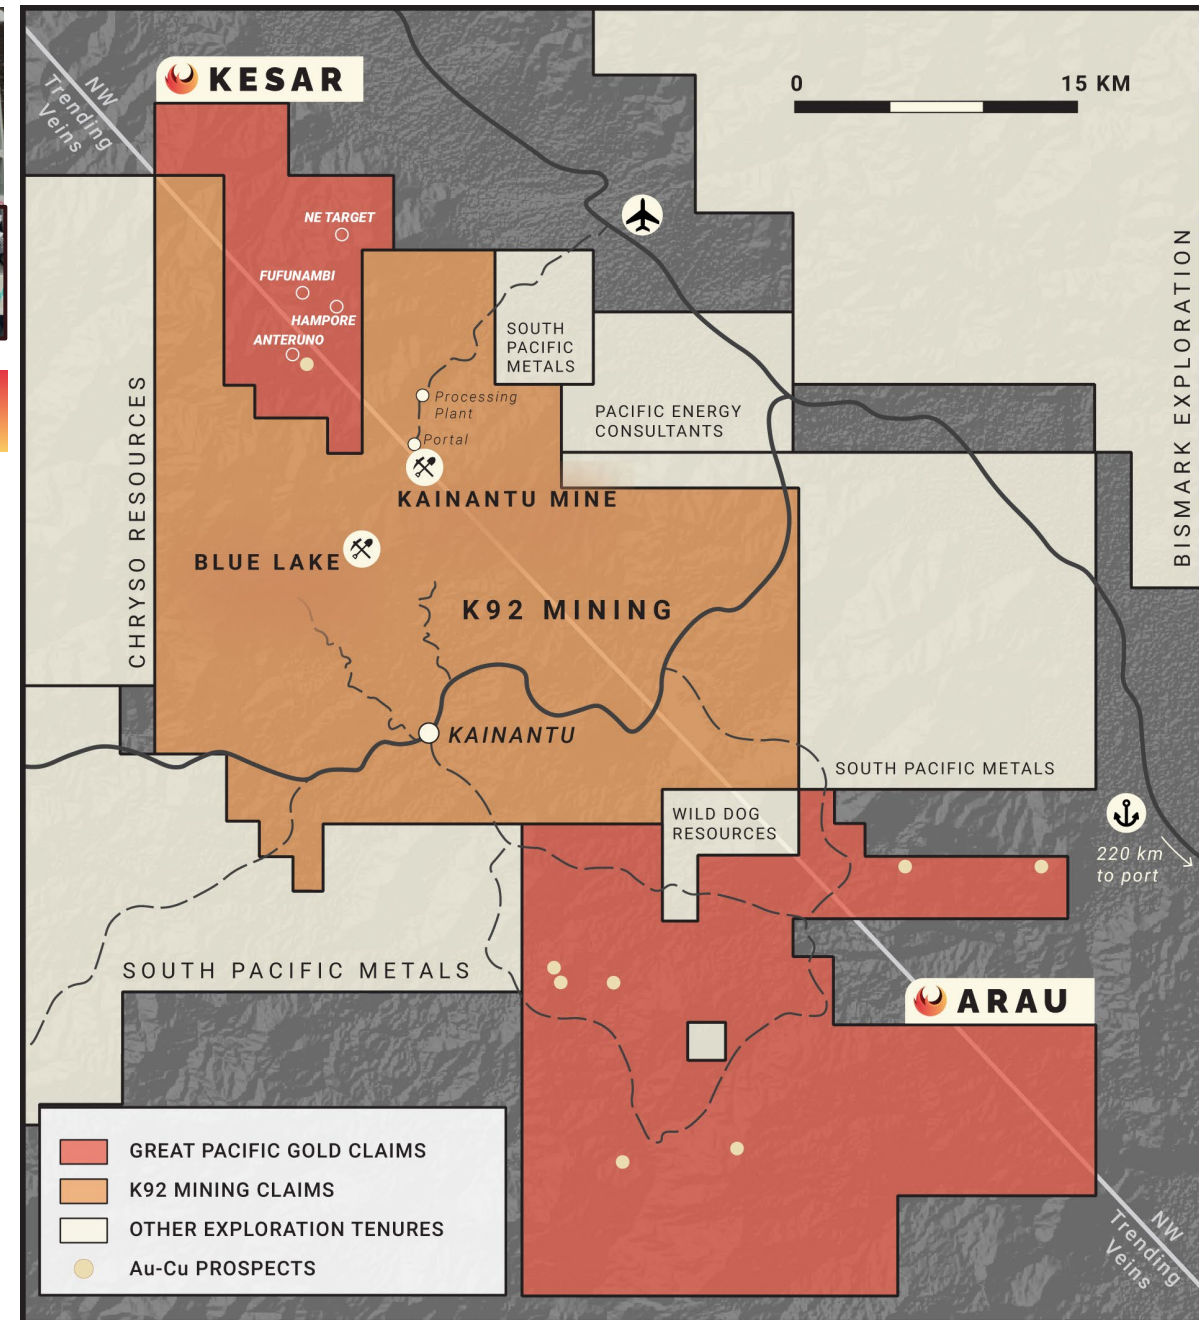 KESAR
0 15 KM
NW
Trending
Veins
NE TARGET
FUFUNAMBI
HAMPORE
ANTERUNO
SOUTH
PACIFIC
METALS
PACIFIC ENERGY
CONSULTANTS
Processing
Plant
Portal
KAINANTU MINE
BLUE LAKE
K92 MINING
CHRYSO RESOURCES
BISMARK EXPLORATION
KAINANTU
SOUTH PACIFIC METALS
WILD DOG
RESOURCES
220 km
to port
SOUTH PACIFIC METALS
ARAU
GREAT PACIFIC GOLD CLAIMS
K92 MINING CLAIMS
OTHER EXPLORATION TENURES
Au-Cu PROSPECTS
NW
Trending
Veins